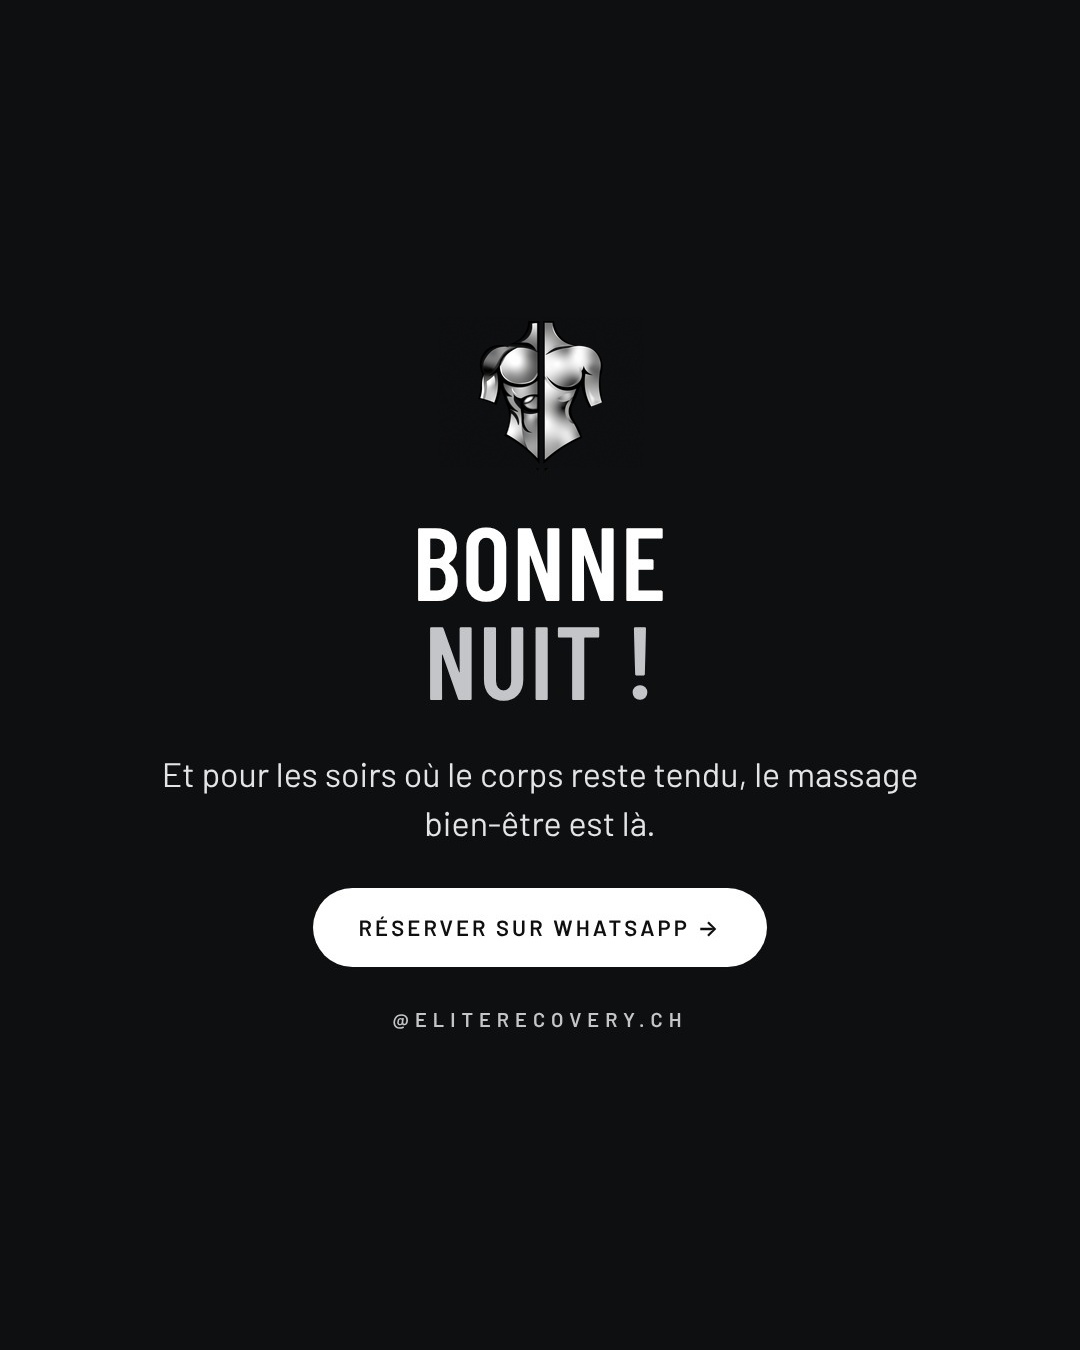 BONNE
NUIT !
Et pour les soirs où le corps reste tendu, le massage
bien-être est là.
RÉSERVER SUR WHATSAPP →
@ELITERECOVERY.CH